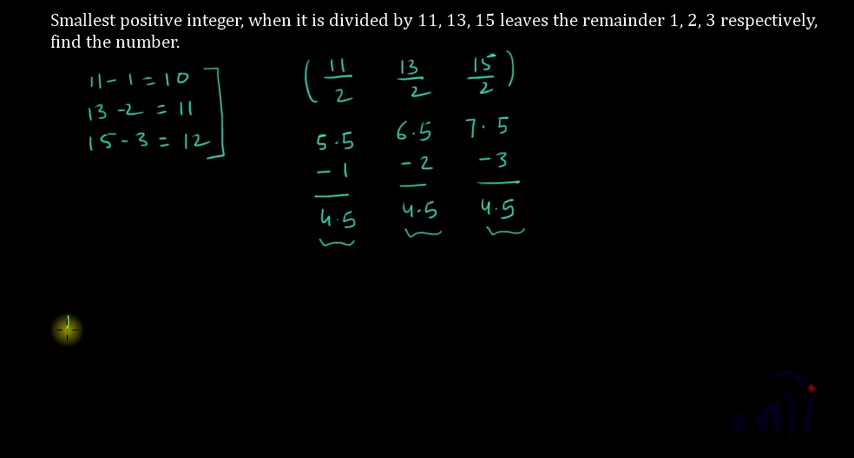 Smallest positive integer, when it is divided by 11, 13, 15 leaves the remainder 1, 2, 3 respectively,
find the number.
11 - 1 = 10
13 - 2 = 11
15 - 3 = 12
( 11/2 13/2 15/2 )
5.5 6.5 7.5
- 1 - 2 - 3
4.5 4.5 4.5